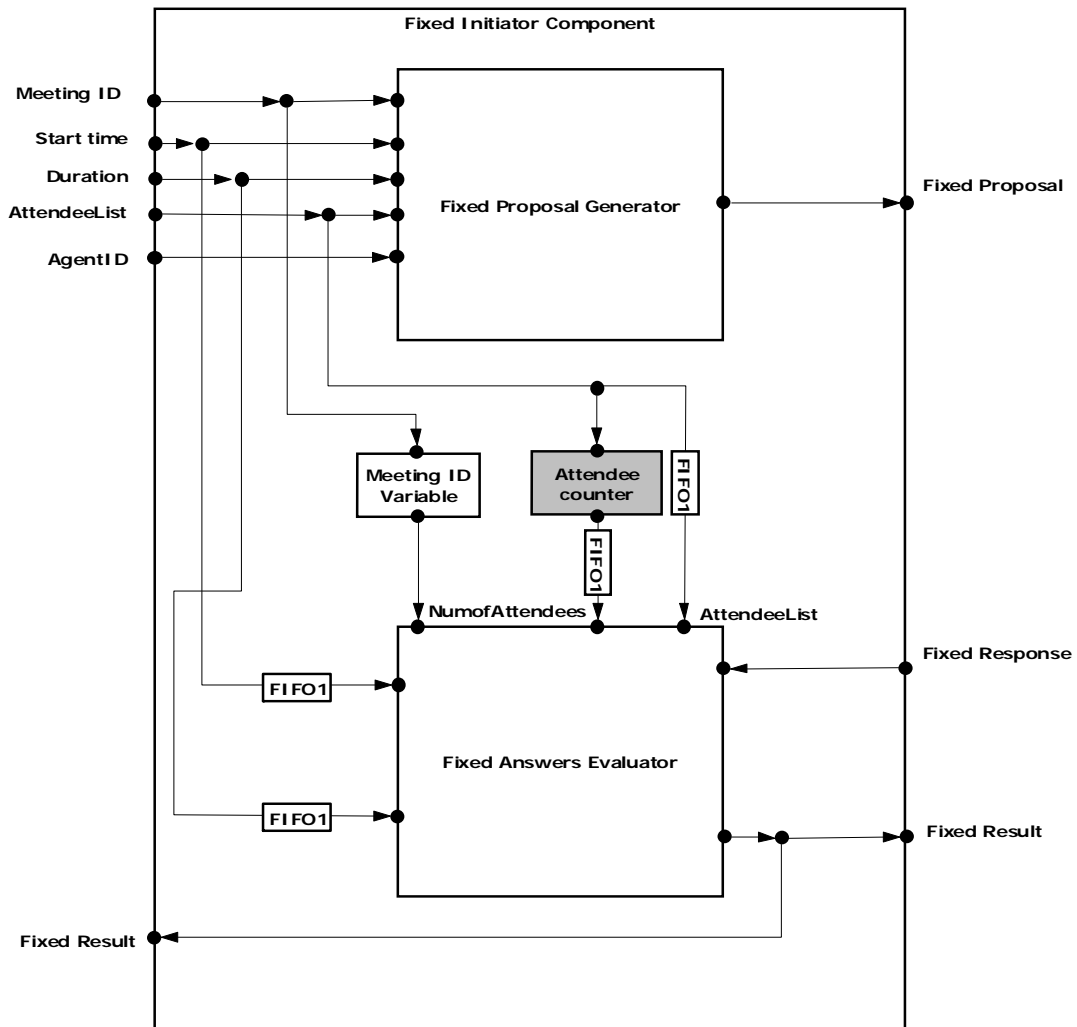 Fixed Initiator Component
Meeting ID
Start time
Duration
AttendeeList
AgentID
Fixed Proposal Generator
Fixed Proposal
Meeting ID
Variable
Attendee
counter
FIFO1
FIFO1
NumofAttendees
AttendeeList
Fixed Response
FIFO1
Fixed Answers Evaluator
FIFO1
Fixed Result
Fixed Result